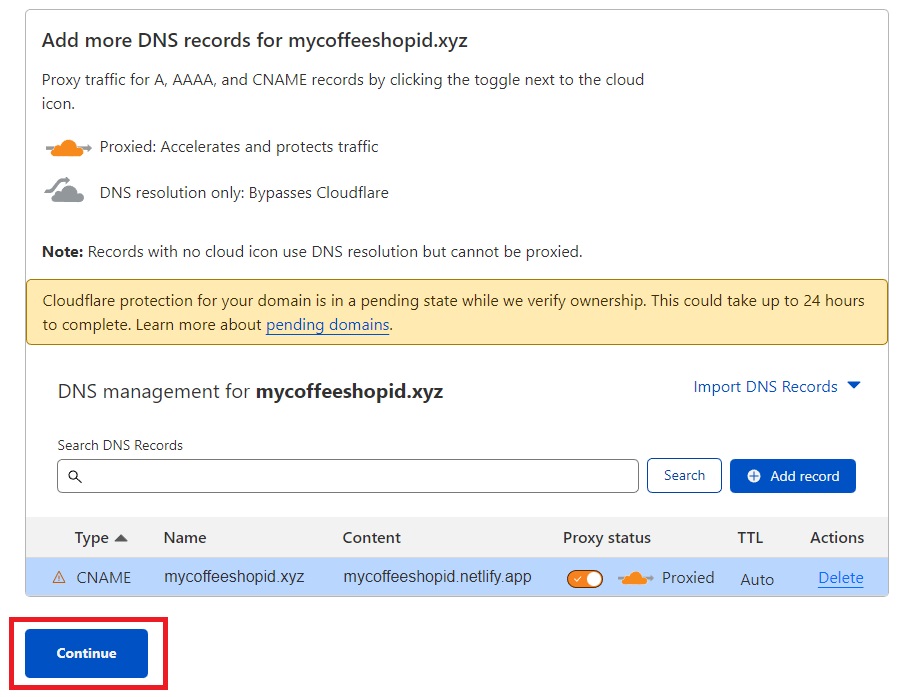 Add more DNS records for mycoffeeshopid.xyz
Proxy traffic for A, AAAA, and CNAME records by clicking the toggle next to the cloud
icon.
Proxied: Accelerates and protects traffic
DNS resolution only: Bypasses Cloudflare
Note: Records with no cloud icon use DNS resolution but cannot be proxied.
Cloudflare protection for your domain is in a pending state while we verify ownership. This could take up to 24 hours
to complete. Learn more about pending domains.
DNS management for mycoffeeshopid.xyz
Import DNS Records
Search DNS Records
Search
Add record
Type Name Content Proxy status TTL Actions
CNAME mycoffeeshopid.xyz mycoffeeshopid.netlify.app Proxied Auto Delete
Continue